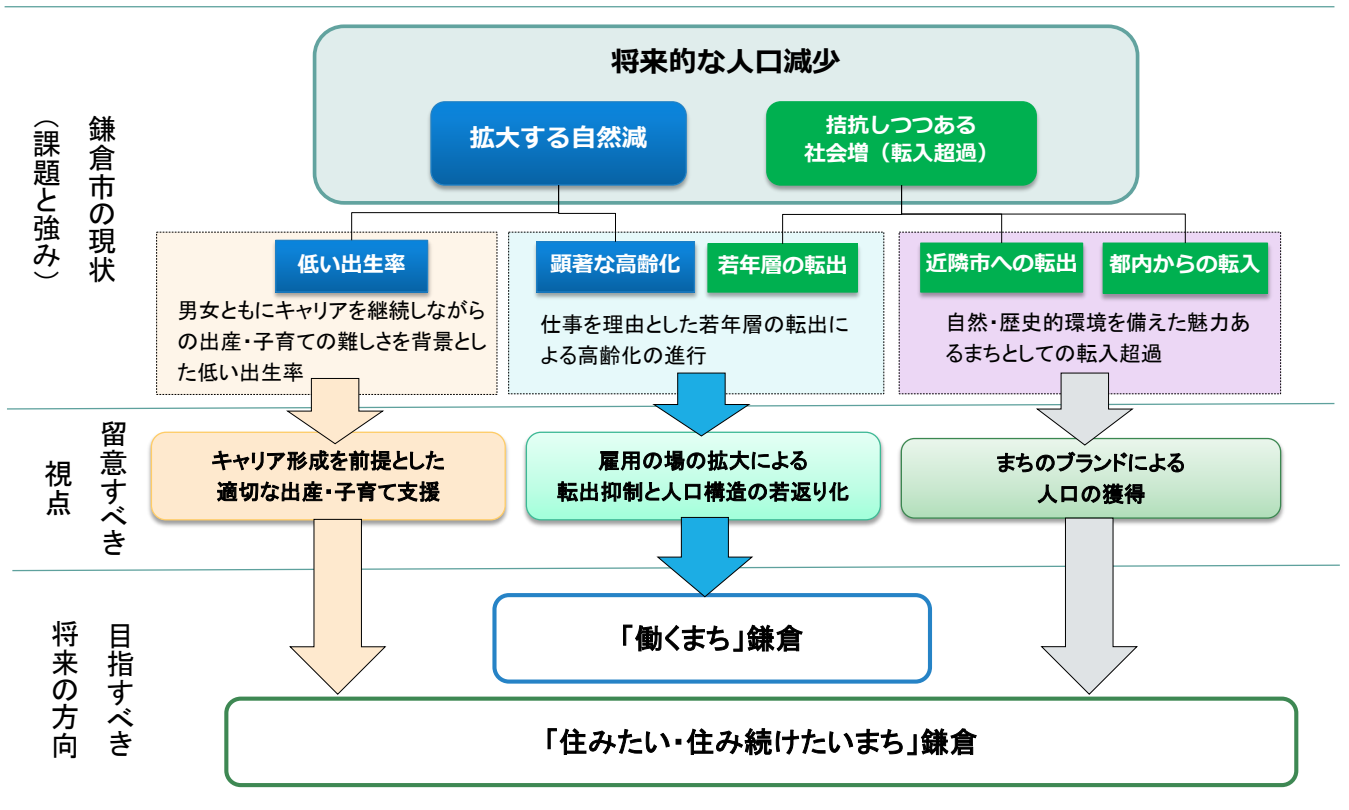 将来的な人口減少
拡大する自然減
拮抗しつつある
社会増（転入超過）
鎌倉市の現状
（課題と強み）
低い出生率
顕著な高齢化
若年層の転出
近隣市への転出
都内からの転入
男女ともにキャリアを継続しながら
の出産・子育ての難しさを背景とし
た低い出生率
仕事を理由とした若年層の転出に
よる高齢化の進行
自然・歴史的環境を備えた魅力あ
るまちとしての転入超過
留意すべき
視点
キャリア形成を前提とした
適切な出産・子育て支援
雇用の場の拡大による
転出抑制と人口構造の若返り化
まちのブランドによる
人口の獲得
目指すべき
将来の方向
「働くまち」鎌倉
「住みたい・住み続けたいまち」鎌倉